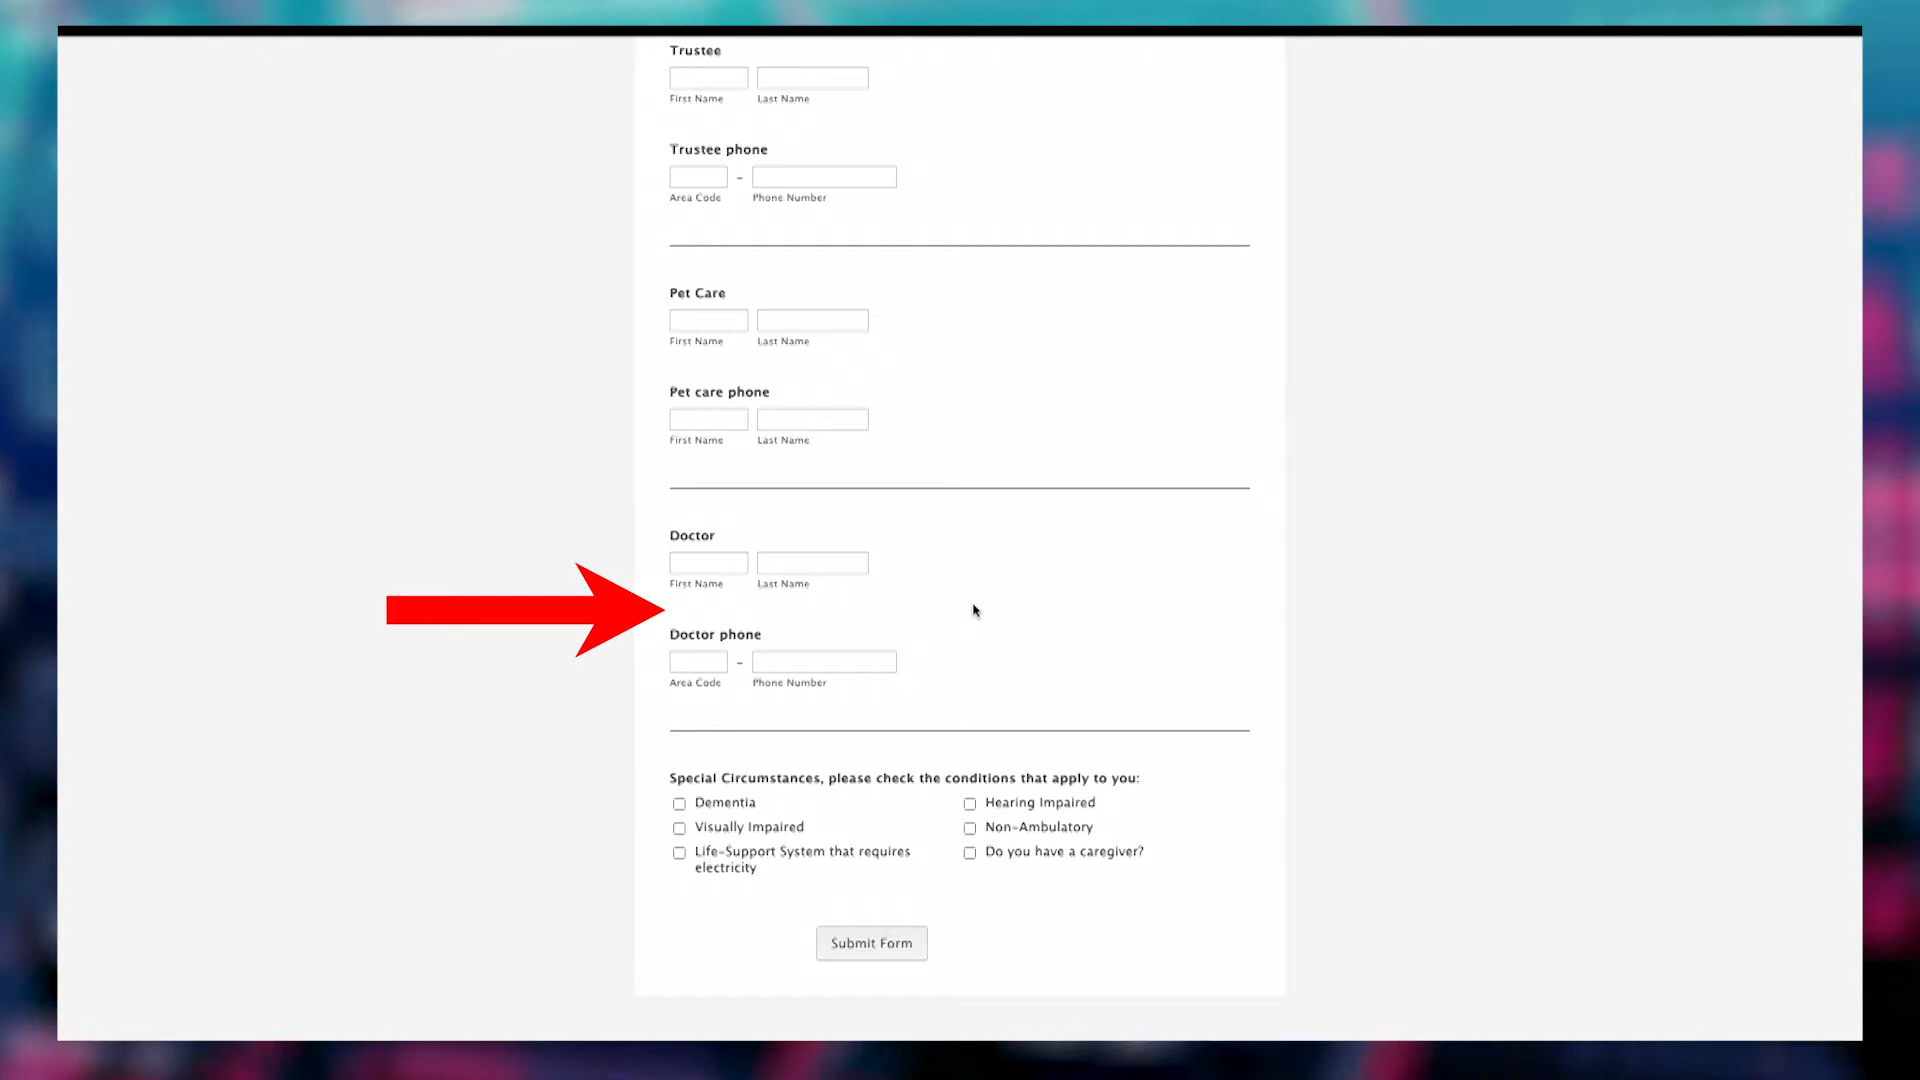 Trustee
First Name Last Name
Trustee phone
-
Area Code Phone Number
Pet Care
First Name Last Name
Pet care phone
First Name Last Name
Doctor
First Name Last Name
Doctor phone
-
Area Code Phone Number
Special Circumstances, please check the conditions that apply to you:
Dementia Hearing Impaired
Visually Impaired Non-Ambulatory
Life-Support System that requires Do you have a caregiver?
electricity
Submit Form